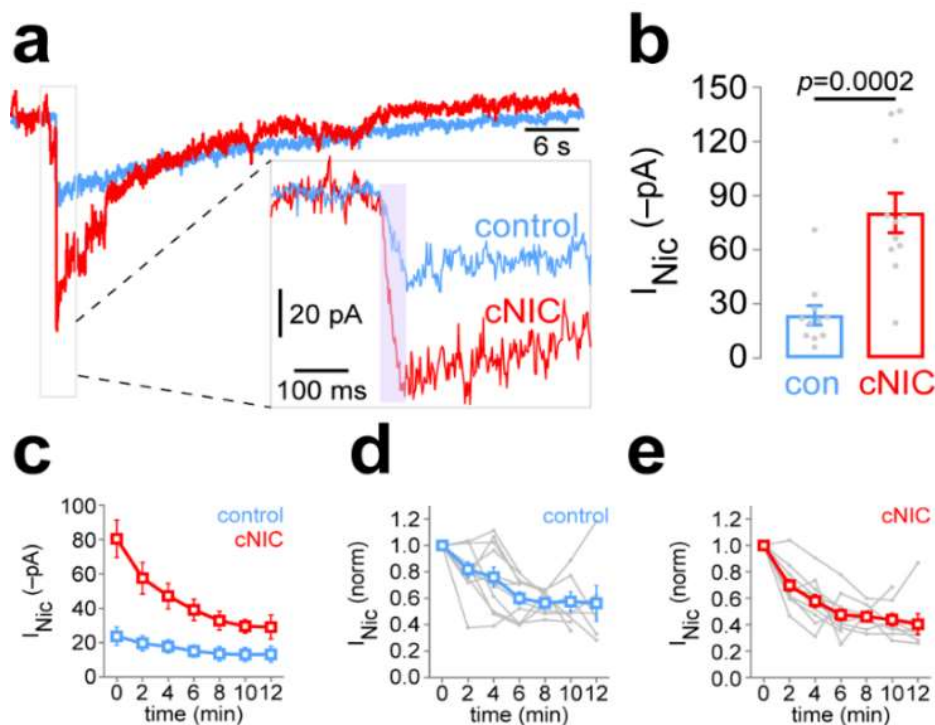 a
6 s
control
cNIC
20 pA
100 ms
b
I Nic (–pA)
150
120
90
60
30
0
p=0.0002
con
cNIC
c
I Nic (–pA)
100
80
60
40
20
0
control
cNIC
0 2 4 6 8 10 12
time (min)
d
I Nic (norm)
1.2
1.0
0.8
0.6
0.4
0.2
0.0
control
0 2 4 6 8 10 12
time (min)
e
I Nic (norm)
1.2
1.0
0.8
0.6
0.4
0.2
0.0
cNIC
0 2 4 6 8 10 12
time (min)